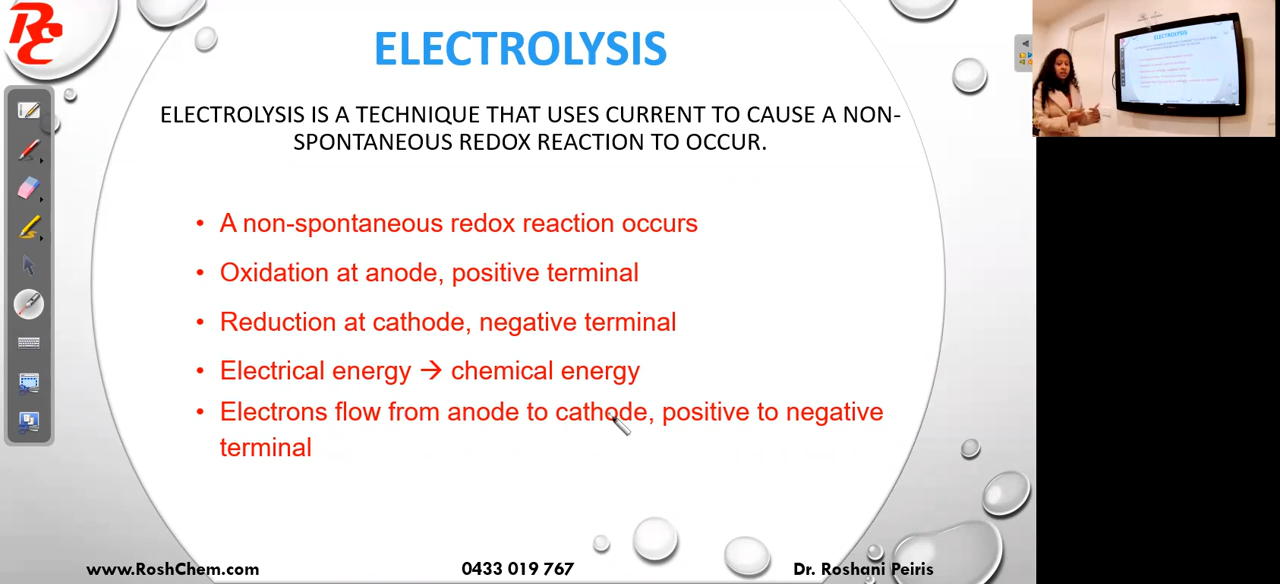 RC
ELECTROLYSIS
ELECTROLYSIS IS A TECHNIQUE THAT USES CURRENT TO CAUSE A NON-
SPONTANEOUS REDOX REACTION TO OCCUR.
• A non-spontaneous redox reaction occurs
• Oxidation at anode, positive terminal
• Reduction at cathode, negative terminal
• Electrical energy → chemical energy
• Electrons flow from anode to cathode, positive to negative
terminal
www.RoshChem.com 0433 019 767 Dr. Roshani Peiris
ELECTROLYSIS